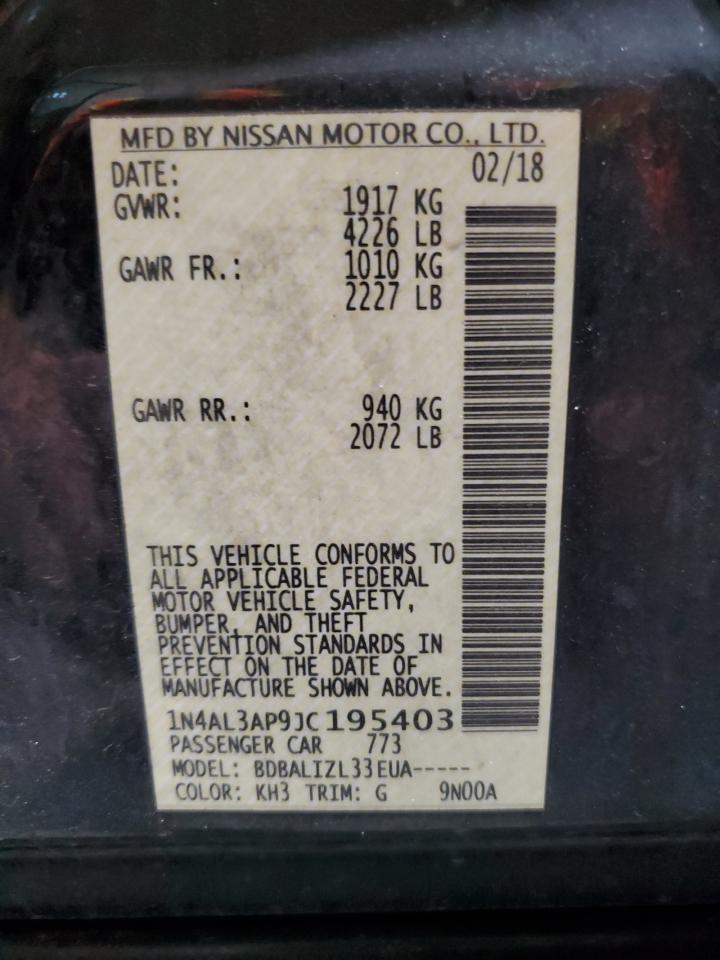 MFD BY NISSAN MOTOR CO., LTD.
DATE: 02/18
GVWR: 1917 KG
4226 LB
GAWR FR.: 1010 KG
2227 LB
GAWR RR.: 940 KG
2072 LB
THIS VEHICLE CONFORMS TO
ALL APPLICABLE FEDERAL
MOTOR VEHICLE SAFETY,
BUMPER, AND THEFT
PREVENTION STANDARDS IN
EFFECT ON THE DATE OF
MANUFACTURE SHOWN ABOVE.
1N4AL3AP9JC195403
PASSENGER CAR 773
MODEL: BDBALIZL33EUA-----
COLOR: KH3 TRIM: G 9N00A